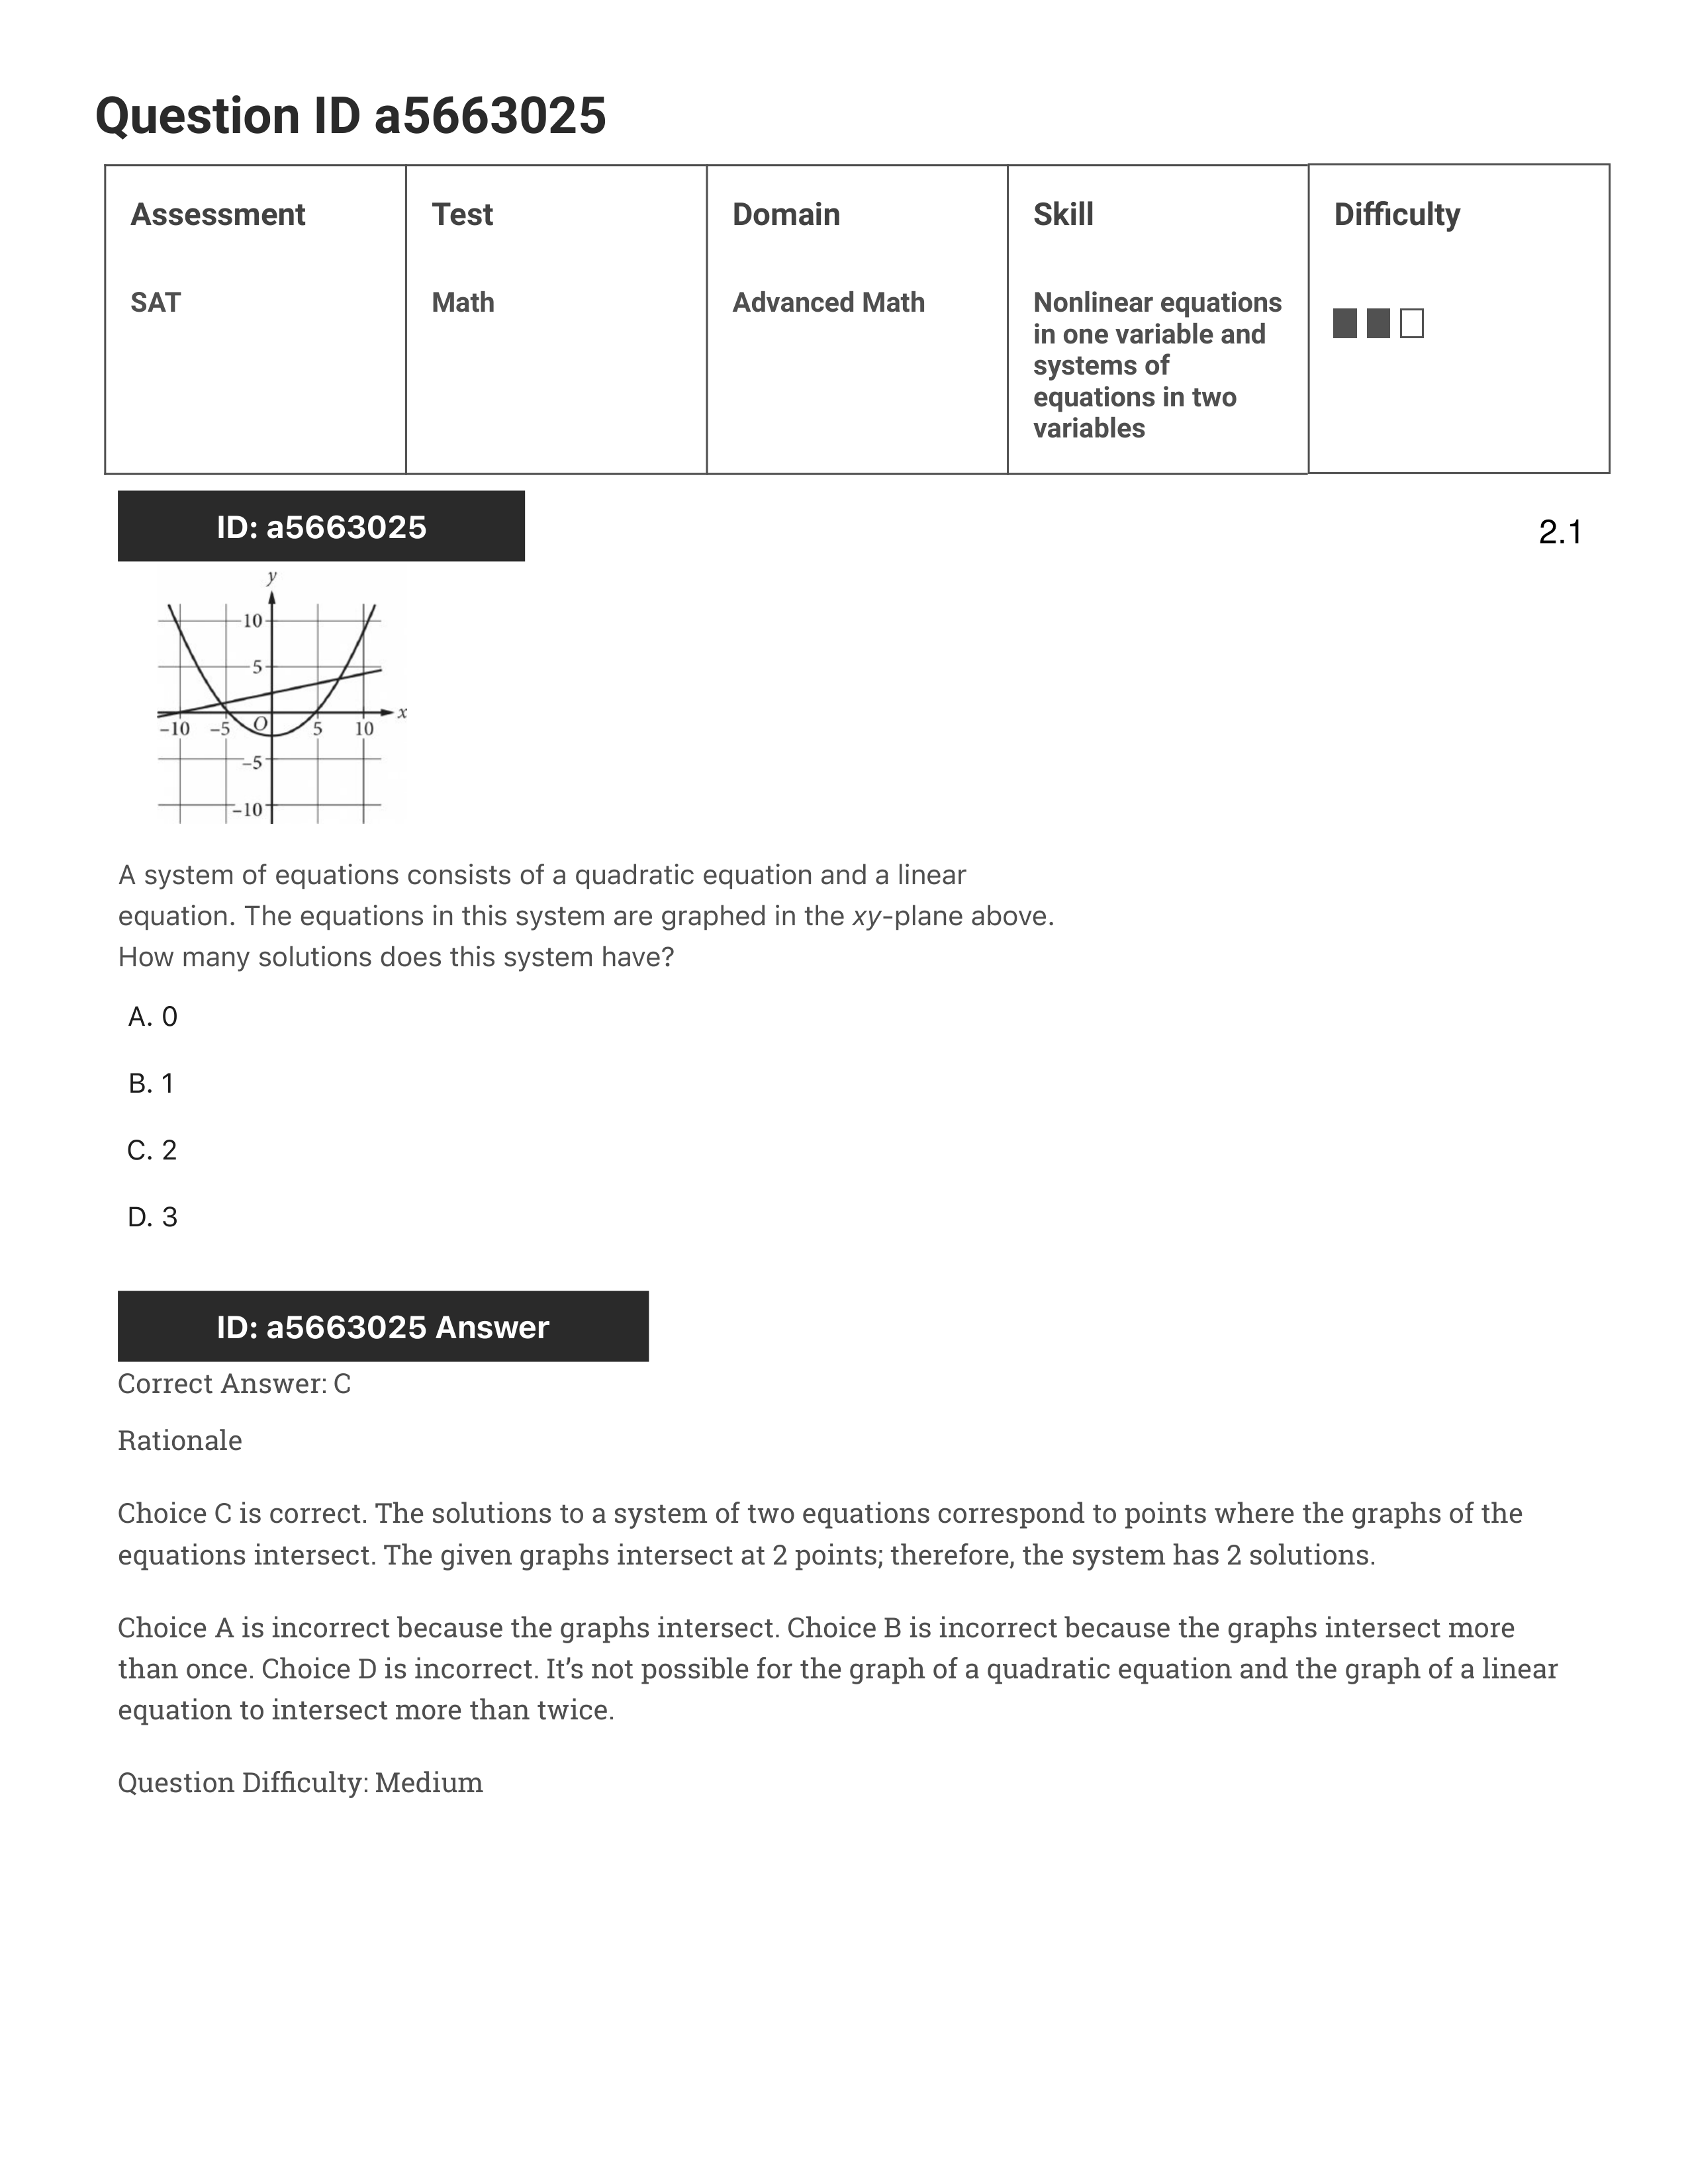 Question ID a5663025
Assessment
Test
Domain
Skill
Difficulty
SAT
Math
Advanced Math
Nonlinear equations
in one variable and
systems of
equations in two
variables
ID: a5663025
2.1
y
10
5
x
−10
−5
O
5
10
−5
−10
A system of equations consists of a quadratic equation and a linear
equation. The equations in this system are graphed in the xy-plane above.
How many solutions does this system have?
A. 0
B. 1
C. 2
D. 3
ID: a5663025 Answer
Correct Answer: C
Rationale
Choice C is correct. The solutions to a system of two equations correspond to points where the graphs of the
equations intersect. The given graphs intersect at 2 points; therefore, the system has 2 solutions.
Choice A is incorrect because the graphs intersect. Choice B is incorrect because the graphs intersect more
than once. Choice D is incorrect. It’s not possible for the graph of a quadratic equation and the graph of a linear
equation to intersect more than twice.
Question Difficulty: Medium